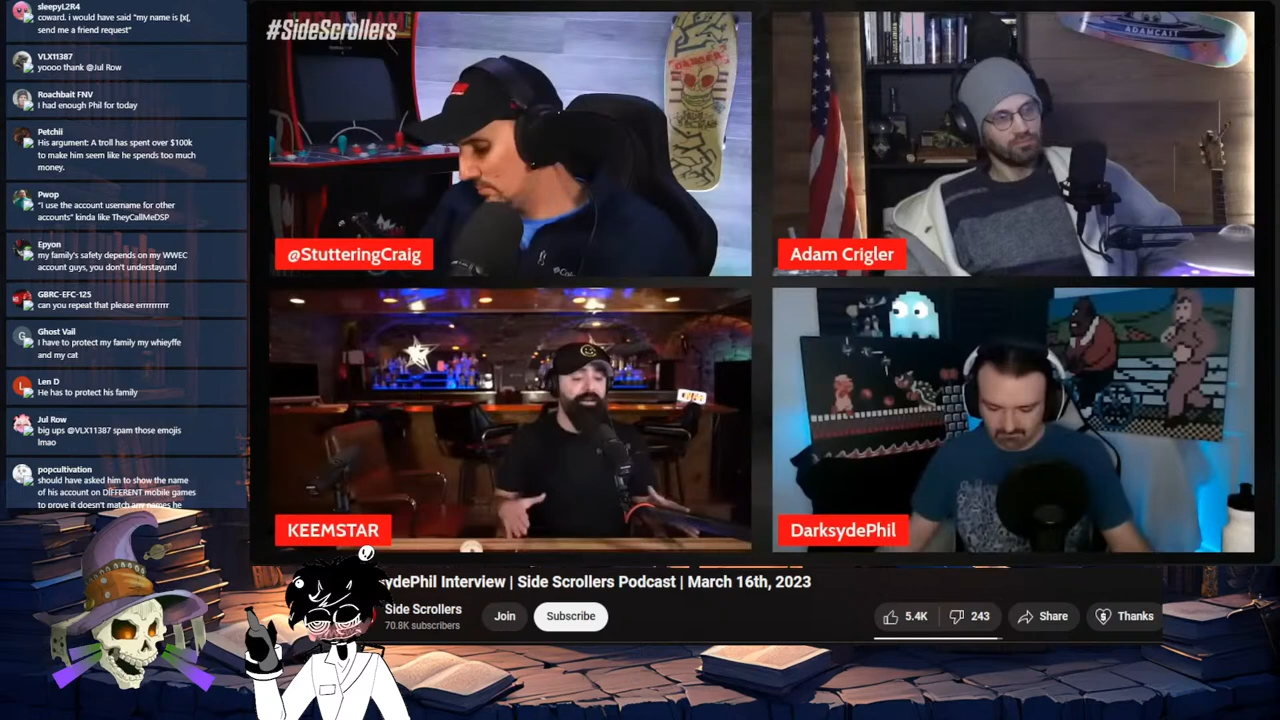 sleepyL2R4
coward. i would have said "my name is [x[,
send me a friend request"
VLX11387
yoooo thank @Jul Row
Roachbait FNV
I had enough Phil for today
Petchii
His argument: A troll has spent over $100k
to make him seem like he spends too much
money.
Pwop
"I use the account username for other
accounts" kinda like TheyCallMeDSP
Epyon
my family's safety depends on my WWEC
account guys, you don't understayund
GBRC-EFC-125
can you repeat that please errrrrrrrr
G
Ghost Vail
I have to protect my family my whieyffe
and my cat
L
Len D
He has to protect his family
Jul Row
big ups @VLX11387 spam those emojis
lmao
popcultivation
should have asked him to show the name
of his account on DIFFERENT mobile games
to prove it doesn't match any names he
#SideScrollers
@StutteringCraig
ADAMCAST
Adam Crigler
KEEMSTAR
DarksydePhil
sydePhil Interview | Side Scrollers Podcast | March 16th, 2023
Side Scrollers
70.8K subscribers
Join
Subscribe
5.4K
243
Share
Thanks